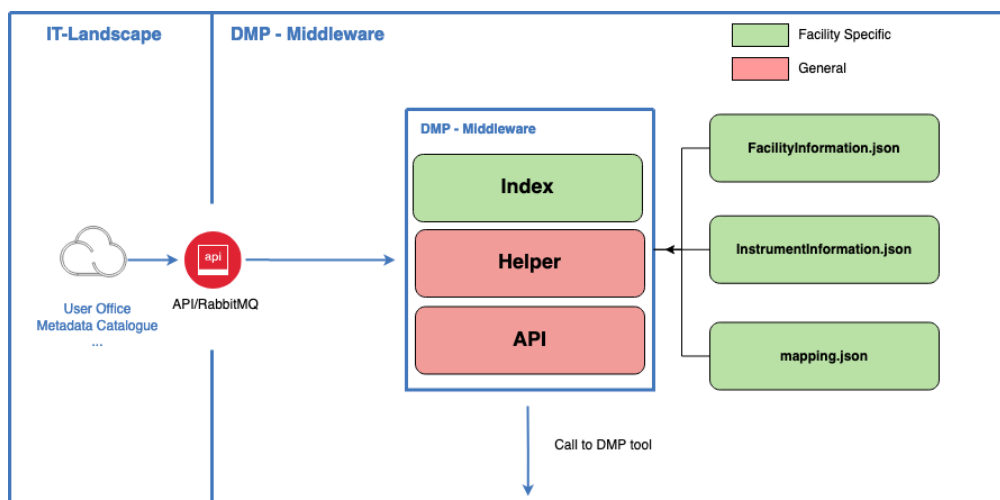 IT-Landscape
DMP - Middleware
Facility Specific
General
DMP - Middleware
Index
Helper
API
FacilityInformation.json
InstrumentInformation.json
mapping.json
api
API/RabbitMQ
User Office
Metadata Catalogue
...
Call to DMP tool